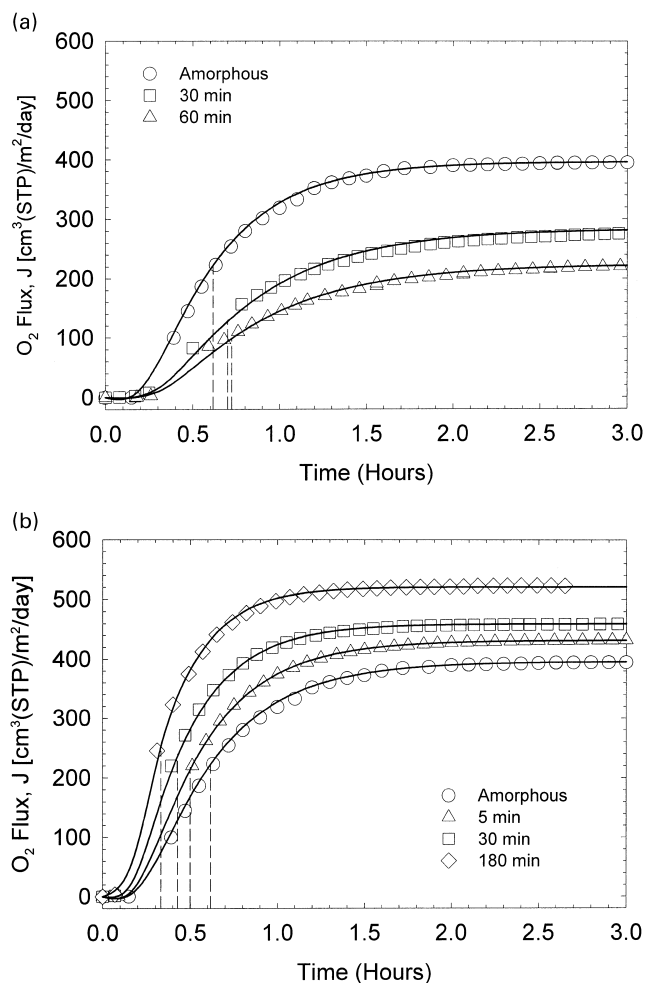 (a)
600
500
400
300
200
100
0
O₂ Flux, J [cm³(STP)/m²/day]
Amorphous
30 min
60 min
0.0 0.5 1.0 1.5 2.0 2.5 3.0
Time (Hours)
(b)
600
500
400
300
200
100
0
O₂ Flux, J [cm³(STP)/m²/day]
Amorphous
5 min
30 min
180 min
0.0 0.5 1.0 1.5 2.0 2.5 3.0
Time (Hours)